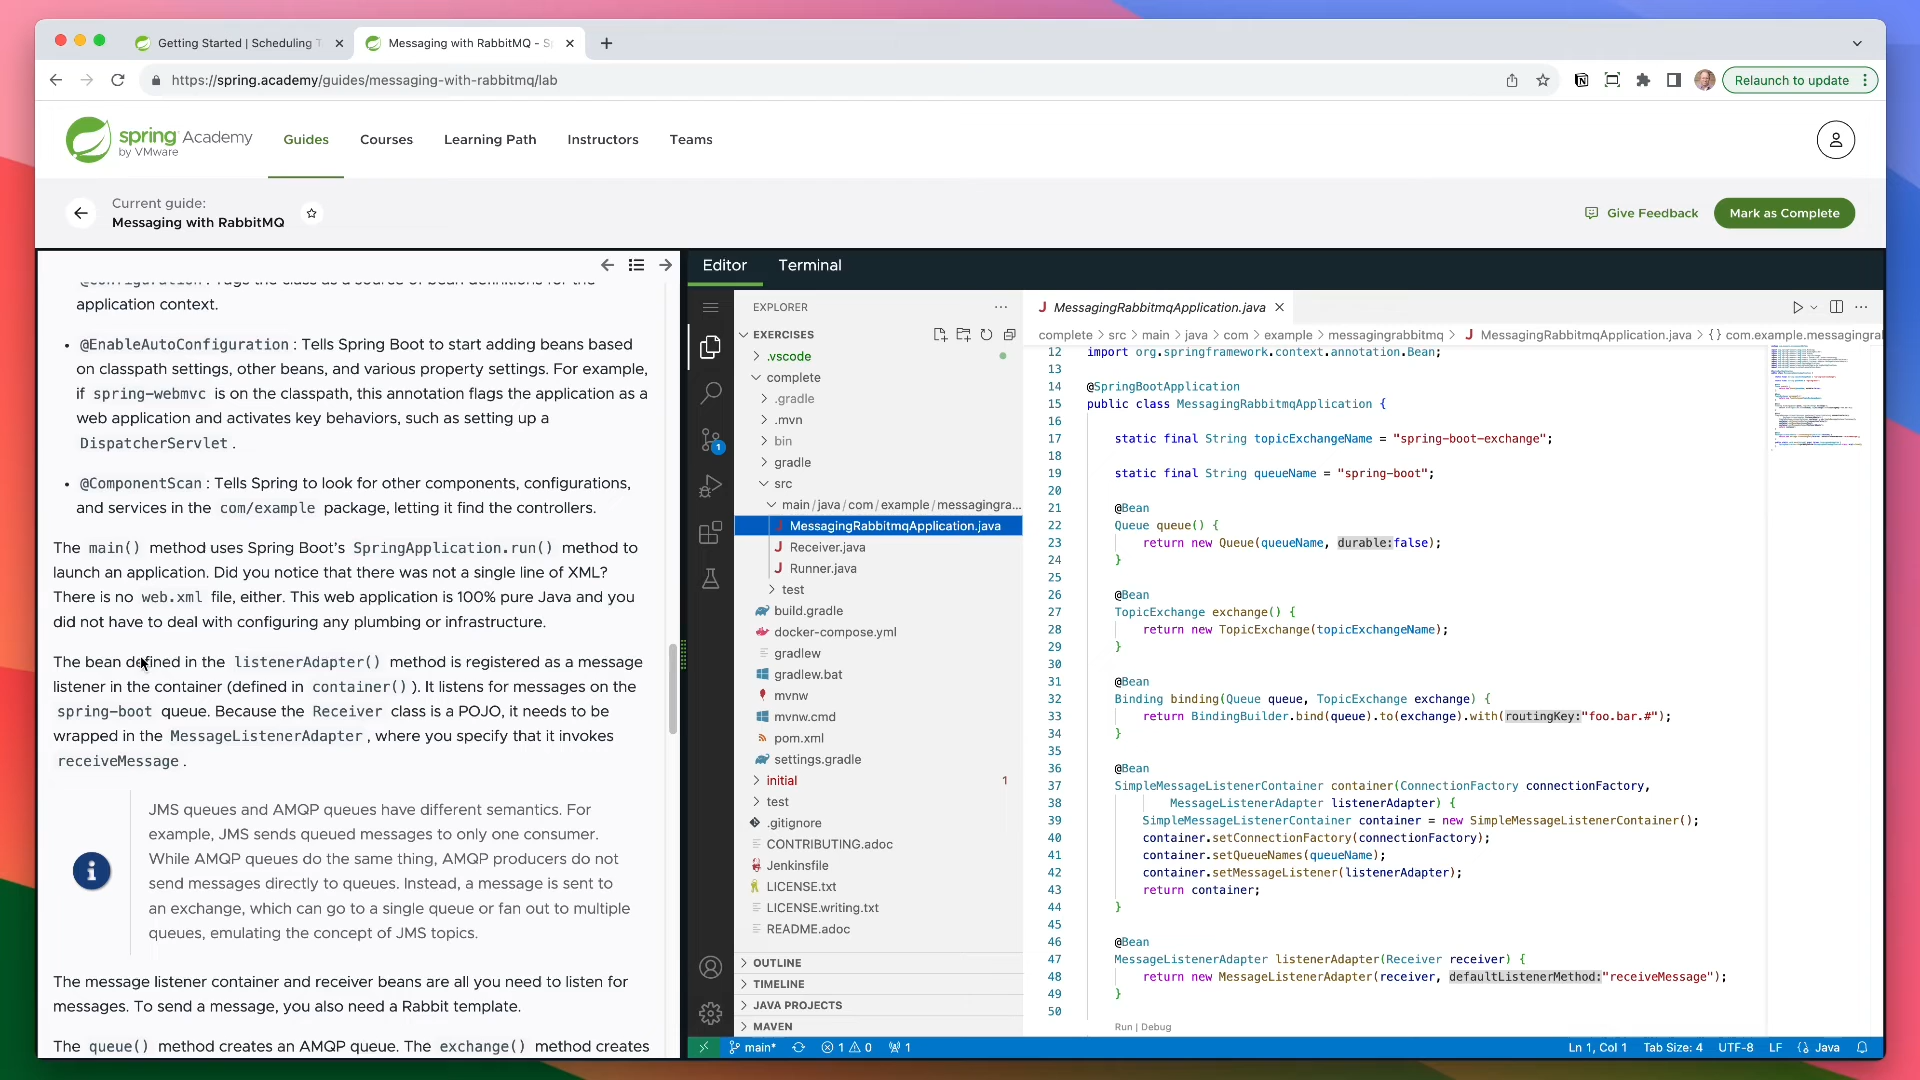 Getting Started | Scheduling T
Messaging with RabbitMQ - S
https://spring.academy/guides/messaging-with-rabbitmq/lab
Relaunch to update
spring Academy
by VMware
Guides
Courses
Learning Path
Instructors
Teams
Current guide:
Messaging with RabbitMQ
Give Feedback
Mark as Complete
@Configuration: Tags the class as a source of bean definitions for the
application context.
• @EnableAutoConfiguration: Tells Spring Boot to start adding beans based
on classpath settings, other beans, and various property settings. For example,
if spring-webmvc is on the classpath, this annotation flags the application as a
web application and activates key behaviors, such as setting up a
DispatcherServlet.
• @ComponentScan: Tells Spring to look for other components, configurations,
and services in the com/example package, letting it find the controllers.
The main() method uses Spring Boot's SpringApplication.run() method to
launch an application. Did you notice that there was not a single line of XML?
There is no web.xml file, either. This web application is 100% pure Java and you
did not have to deal with configuring any plumbing or infrastructure.
The bean defined in the listenerAdapter() method is registered as a message
listener in the container (defined in container()). It listens for messages on the
spring-boot queue. Because the Receiver class is a POJO, it needs to be
wrapped in the MessageListenerAdapter, where you specify that it invokes
receiveMessage.
JMS queues and AMQP queues have different semantics. For
example, JMS sends queued messages to only one consumer.
While AMQP queues do the same thing, AMQP producers do not
send messages directly to queues. Instead, a message is sent to
an exchange, which can go to a single queue or fan out to multiple
queues, emulating the concept of JMS topics.
The message listener container and receiver beans are all you need to listen for
messages. To send a message, you also need a Rabbit template.
The queue() method creates an AMQP queue. The exchange() method creates
Editor
Terminal
1
EXPLORER
EXERCISES
.vscode
complete
.gradle
.mvn
bin
gradle
src
main/java/com/example/messagingra...
MessagingRabbitmqApplication.java
Receiver.java
Runner.java
test
build.gradle
docker-compose.yml
gradlew
gradlew.bat
mvnw
mvnw.cmd
pom.xml
settings.gradle
initial 1
test
.gitignore
CONTRIBUTING.adoc
Jenkinsfile
LICENSE.txt
LICENSE.writing.txt
README.adoc
OUTLINE
TIMELINE
JAVA PROJECTS
MAVEN
MessagingRabbitmqApplication.java
complete > src > main > java > com > example > messagingrabbitmq > MessagingRabbitmqApplication.java > {} com.example.messagingral
12 import org.springframework.context.annotation.Bean;
13
14 @SpringBootApplication
15 public class MessagingRabbitmqApplication {
16
17 static final String topicExchangeName = "spring-boot-exchange";
18
19 static final String queueName = "spring-boot";
20
21 @Bean
22 Queue queue() {
23 return new Queue(queueName, durable:false);
24 }
25
26 @Bean
27 TopicExchange exchange() {
28 return new TopicExchange(topicExchangeName);
29 }
30
31 @Bean
32 Binding binding(Queue queue, TopicExchange exchange) {
33 return BindingBuilder.bind(queue).to(exchange).with(routingKey:"foo.bar.#");
34 }
35
36 @Bean
37 SimpleMessageListenerContainer container(ConnectionFactory connectionFactory,
38 MessageListenerAdapter listenerAdapter) {
39 SimpleMessageListenerContainer container = new SimpleMessageListenerContainer();
40 container.setConnectionFactory(connectionFactory);
41 container.setQueueNames(queueName);
42 container.setMessageListener(listenerAdapter);
43 return container;
44 }
45
46 @Bean
47 MessageListenerAdapter listenerAdapter(Receiver receiver) {
48 return new MessageListenerAdapter(receiver, defaultListenerMethod:"receiveMessage");
49 }
50
Run | Debug
main* 1 0 1
Ln 1, Col 1 Tab Size: 4 UTF-8 LF {} Java